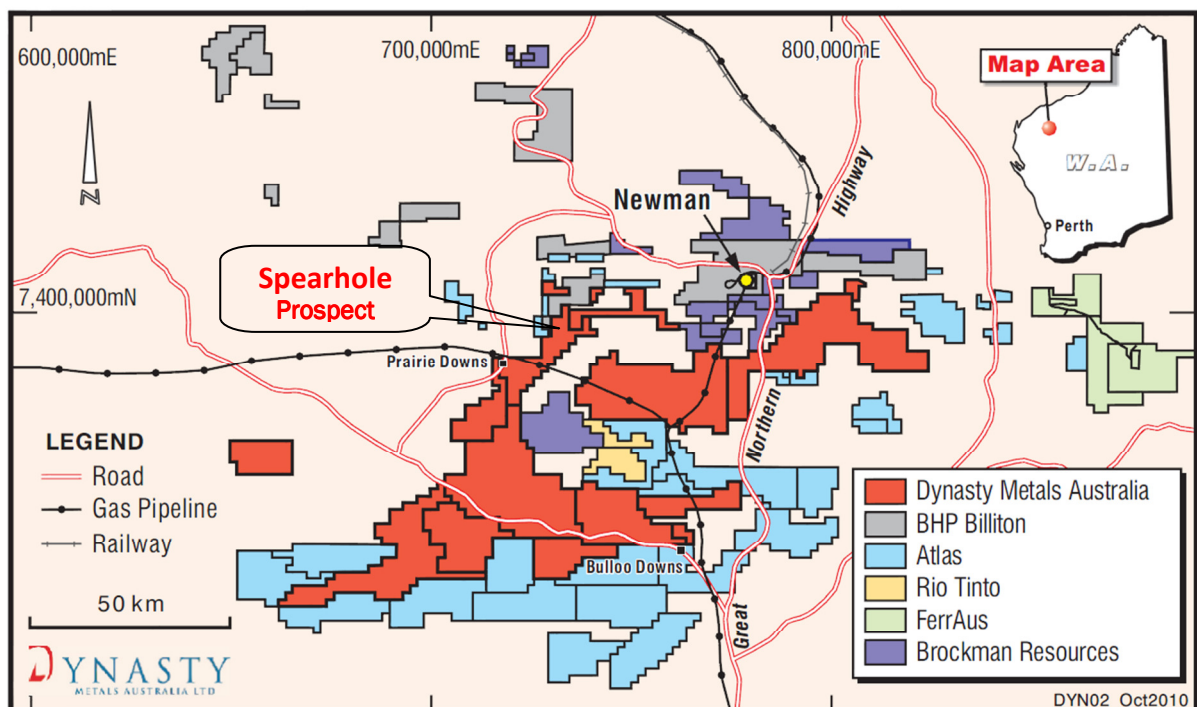 600,000mE
700,000mE
800,000mE
Map Area
W.A.
Perth
N
Newman
Highway
Spearhole
Prospect
7,400,000mN
Prairie Downs
Northern
LEGEND
Road
Gas Pipeline
Railway
50 km
Bulloo Downs
Great
Dynasty Metals Australia
BHP Billiton
Atlas
Rio Tinto
FerrAus
Brockman Resources
DYNASTY
METALS AUSTRALIA LTD
DYN02 Oct2010